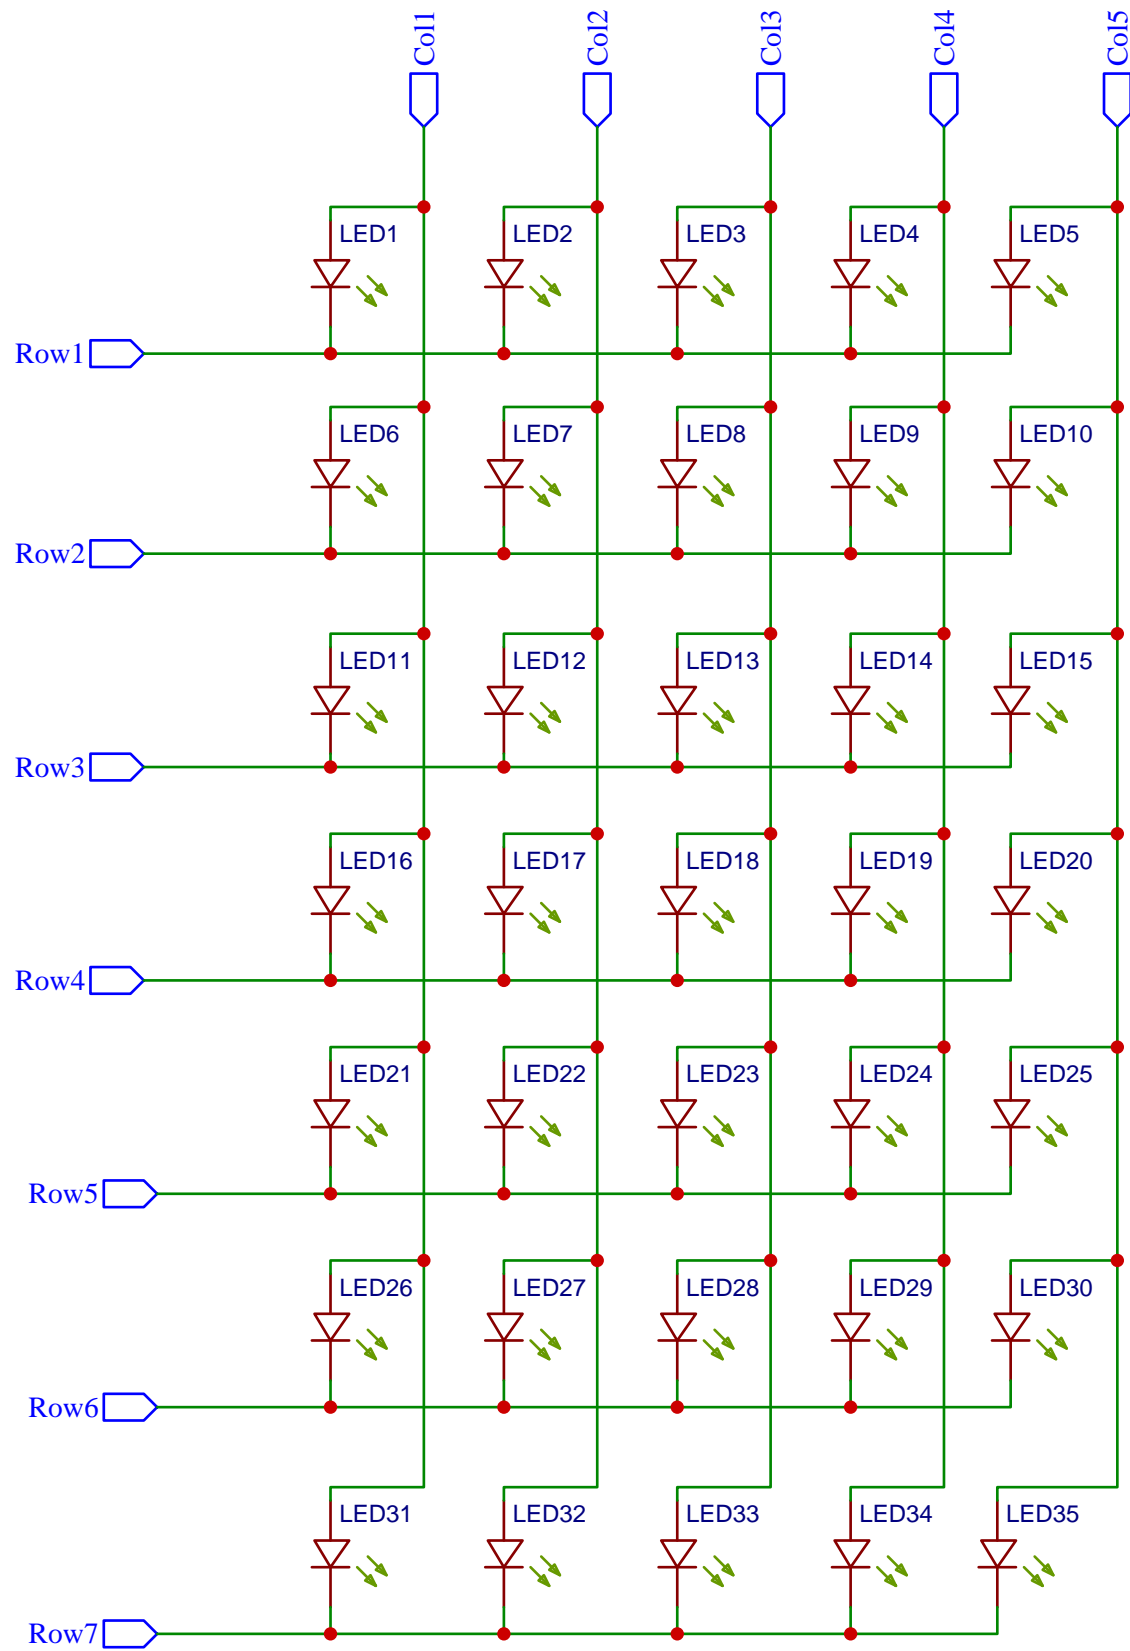 Col1 Col2 Col3 Col4 Col5
LED1 LED2 LED3 LED4 LED5
Row1
LED6 LED7 LED8 LED9 LED10
Row2
LED11 LED12 LED13 LED14 LED15
Row3
LED16 LED17 LED18 LED19 LED20
Row4
LED21 LED22 LED23 LED24 LED25
Row5
LED26 LED27 LED28 LED29 LED30
Row6
LED31 LED32 LED33 LED34 LED35
Row7